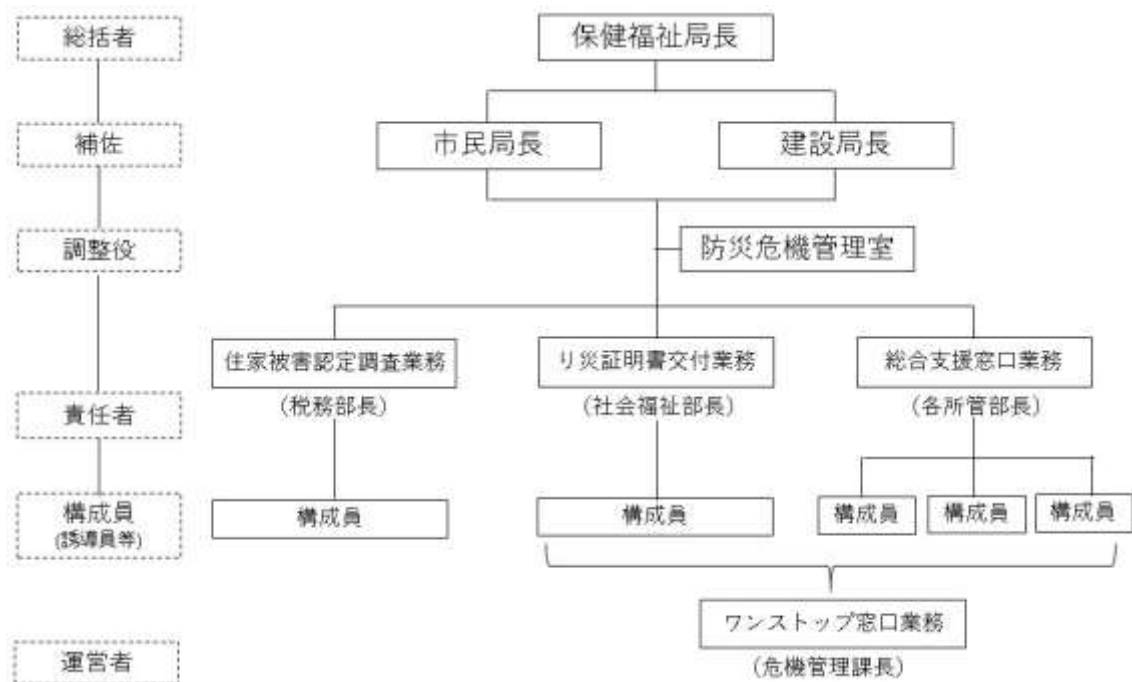 総括者
保健福祉局長
補佐
市民局長
建設局長
調整役
防災危機管理室
住家被害認定調査業務
り災証明書交付業務
総合支援窓口業務
責任者
(税務部長)
(社会福祉部長)
(各所管部長)
構成員
(誘導員等)
構成員
構成員
構成員
構成員
構成員
ワンストップ窓口業務
運営者
(危機管理課長)